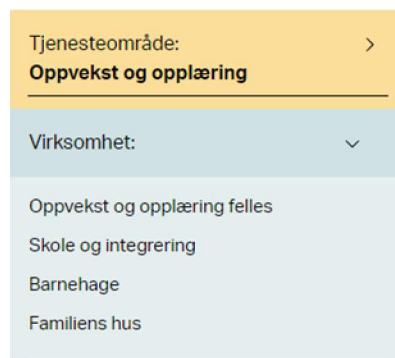 Tjenesteområde:
Oppvekst og opplæring
Virksomhet:
Oppvekst og opplæring felles
Skole og integrering
Barnehage
Familiens hus